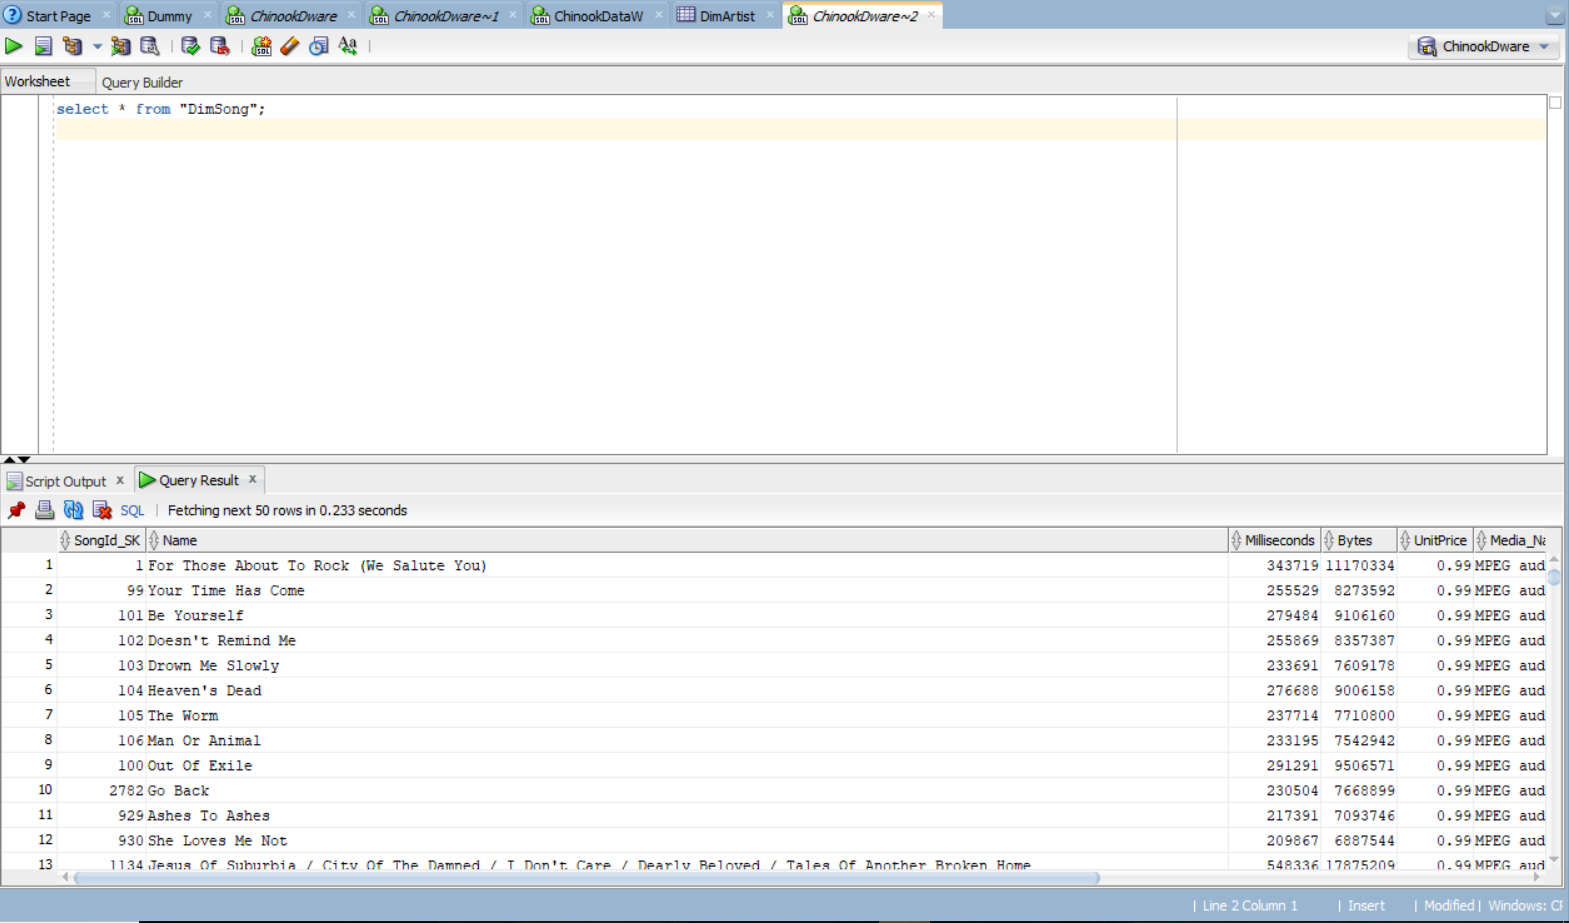 Start Page Dummy ChinookDware ChinookDware~1 ChinookDataW DimArtist ChinookDware~2
ChinookDware
Worksheet Query Builder
select * from "DimSong";
Script Output x Query Result x
SQL | Fetching next 50 rows in 0.233 seconds
SongId_SK Name Milliseconds Bytes UnitPrice Media_Na
1 1 For Those About To Rock (We Salute You) 343719 11170334 0.99 MPEG aud
2 99 Your Time Has Come 255529 8273592 0.99 MPEG aud
3 101 Be Yourself 279484 9106160 0.99 MPEG aud
4 102 Doesn't Remind Me 255869 8357387 0.99 MPEG aud
5 103 Drown Me Slowly 233691 7609178 0.99 MPEG aud
6 104 Heaven's Dead 276688 9006158 0.99 MPEG aud
7 105 The Worm 237714 7710800 0.99 MPEG aud
8 106 Man Or Animal 233195 7542942 0.99 MPEG aud
9 100 Out Of Exile 291291 9506571 0.99 MPEG aud
10 2782 Go Back 230504 7668899 0.99 MPEG aud
11 929 Ashes To Ashes 217391 7093746 0.99 MPEG aud
12 930 She Loves Me Not 209867 6887544 0.99 MPEG aud
13 1134 Jesus Of Suburbia / City Of The Damned / I Don't Care / Dearly Beloved / Tales Of Another Broken Home 548336 17875209 0.99 MPEG aud
| Line 2 Column 1 | Insert | Modified | Windows: CF